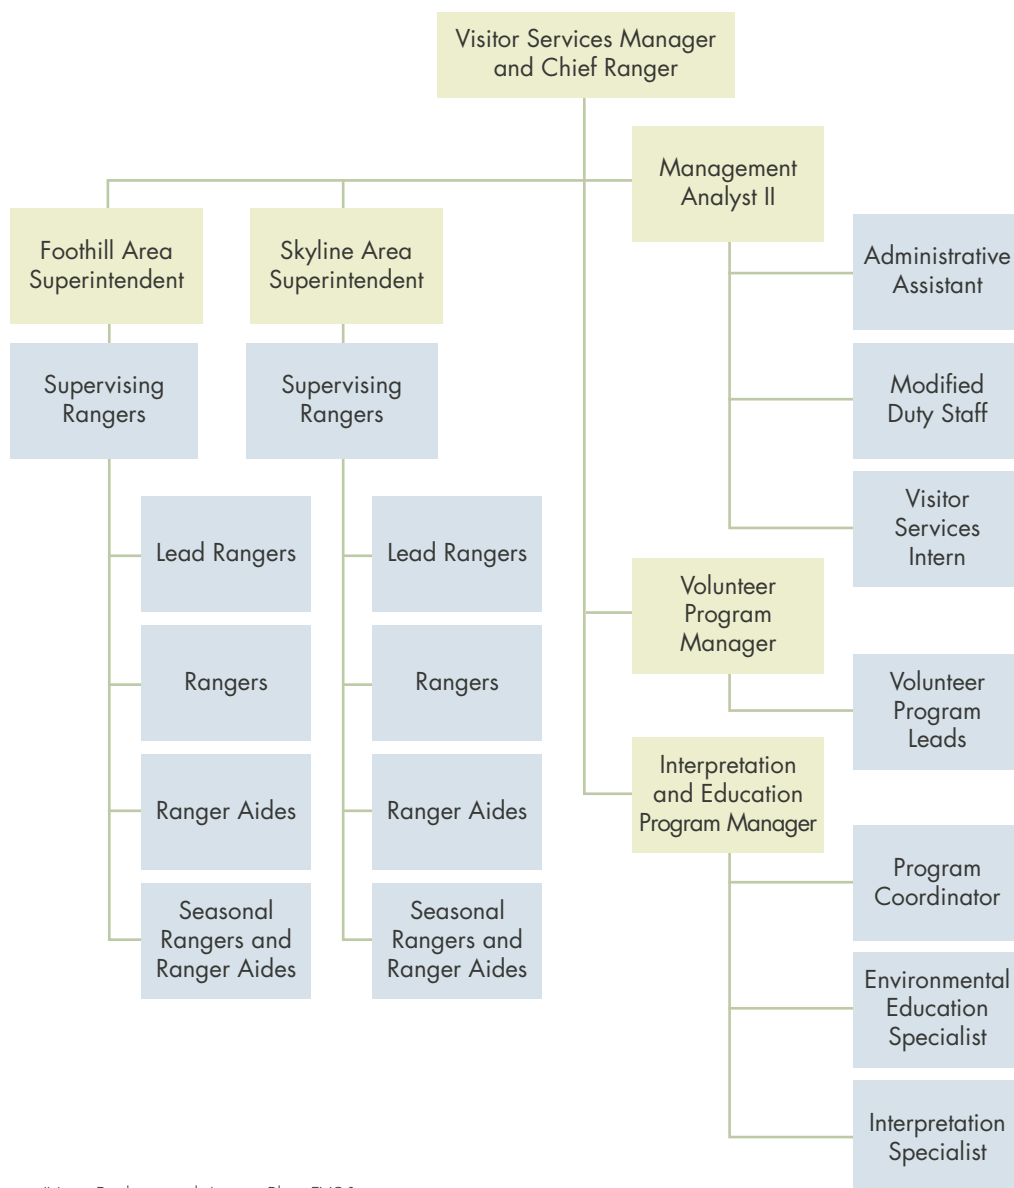 Visitor Services Manager
and Chief Ranger
Management
Analyst II
Foothill Area
Superintendent
Skyline Area
Superintendent
Administrative
Assistant
Supervising
Rangers
Supervising
Rangers
Modified
Duty Staff
Visitor
Services
Intern
Lead Rangers
Lead Rangers
Volunteer
Program
Manager
Rangers
Rangers
Volunteer
Program
Leads
Interpretation
and Education
Program Manager
Ranger Aides
Ranger Aides
Program
Coordinator
Seasonal
Rangers and
Ranger Aides
Seasonal
Rangers and
Ranger Aides
Environmental
Education
Specialist
Interpretation
Specialist